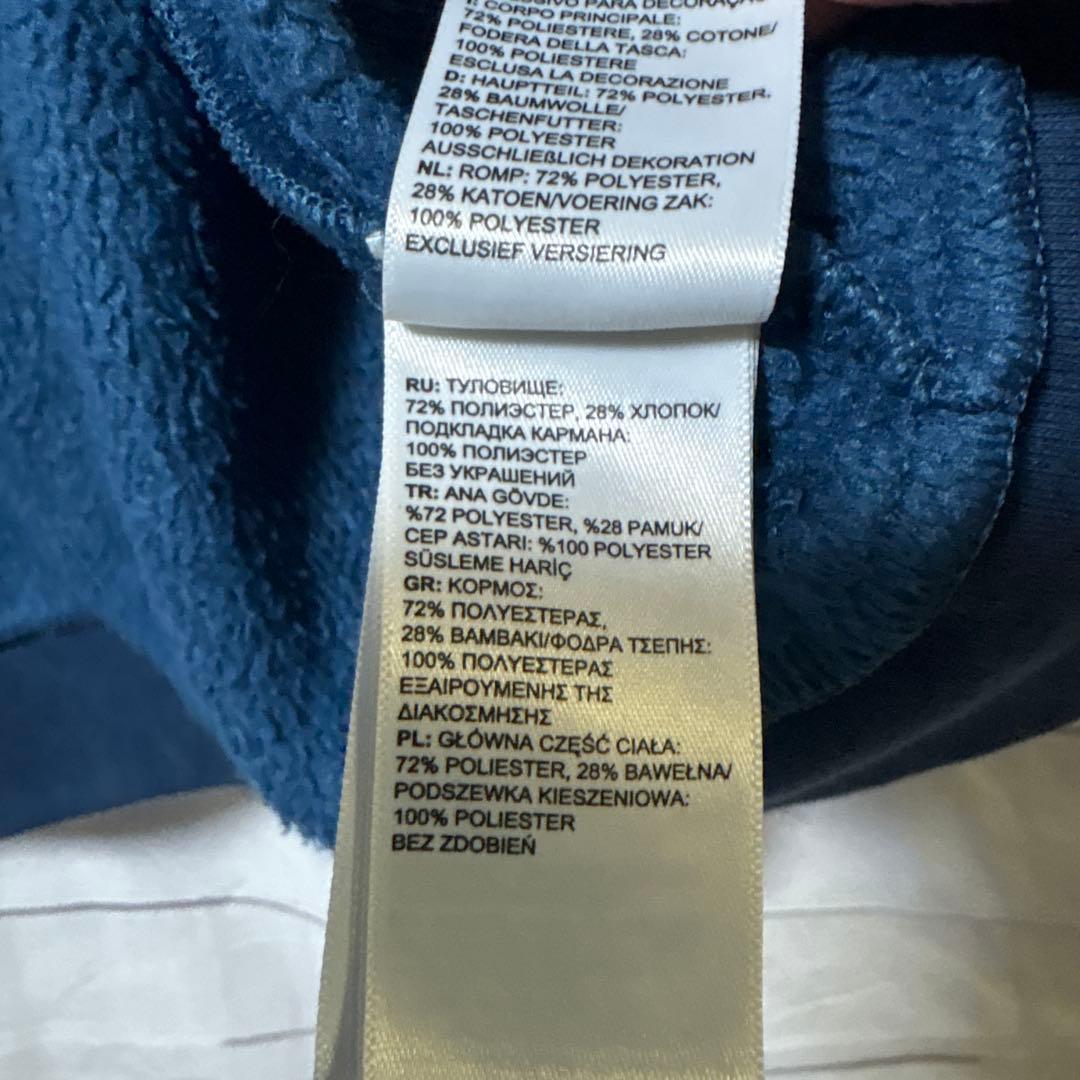 PARA DECORAÇÃO
I: CORPO PRINCIPALE:
72% POLIESTERE, 28% COTONE/
FODERA DELLA TASCA:
100% POLIESTERE
ESCLUSA LA DECORAZIONE
D: HAUPTTEIL: 72% POLYESTER,
28% BAUMWOLLE/
TASCHENFUTTER:
100% POLYESTER
AUSSCHLIEßLICH DEKORATION
NL: ROMP: 72% POLYESTER,
28% KATOEN/VOERING ZAK:
100% POLYESTER
EXCLUSIEF VERSIERING
RU: ТУЛОВИЩЕ:
72% ПОЛИЭСТЕР, 28% ХЛОПОК/
ПОДКЛАДКА КАРМАНА:
100% ПОЛИЭСТЕР
БЕЗ УКРАШЕНИЙ
TR: ANA GÖVDE:
%72 POLYESTER, %28 PAMUK/
CEP ASTARI: %100 POLYESTER
SÜSLEME HARİÇ
GR: ΚΟΡΜΟΣ:
72% ΠΟΛΥΕΣΤΕΡΑΣ,
28% ΒΑΜΒΑΚΙ/ΦΟΔΡΑ ΤΣΕΠΗΣ:
100% ΠΟΛΥΕΣΤΕΡΑΣ
ΕΞΑΙΡΟΥΜΕΝΗΣ ΤΗΣ
ΔΙΑΚΟΣΜΗΣΗΣ
PL: GŁÓWNA CZĘŚĆ CIAŁA:
72% POLIESTER, 28% BAWEŁNA/
PODSZEWKA KIESZENIOWA:
100% POLIESTER
BEZ ZDOBIEŃ